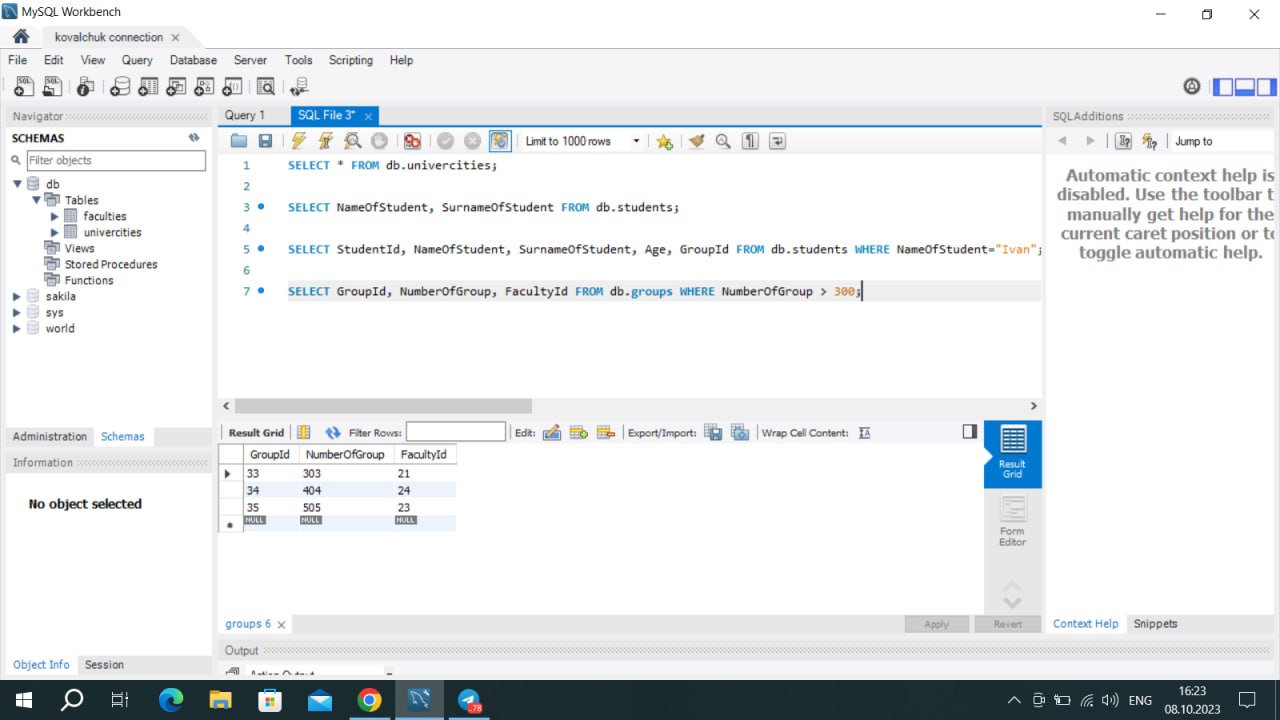 MySQL Workbench
kovalchuk connection
File Edit View Query Database Server Tools Scripting Help
Navigator
SCHEMAS
Filter objects
db
Tables
faculties
univercities
Views
Stored Procedures
Functions
sakila
sys
world
Administration Schemas
Information
No object selected
Object Info Session
Query 1 SQL File 3*
Limit to 1000 rows
1 SELECT * FROM db.univercities;
2
3 SELECT NameOfStudent, SurnameOfStudent FROM db.students;
4
5 SELECT StudentId, NameOfStudent, SurnameOfStudent, Age, GroupId FROM db.students WHERE NameOfStudent="Ivan";
6
7 SELECT GroupId, NumberOfGroup, FacultyId FROM db.groups WHERE NumberOfGroup > 300;
Result Grid Filter Rows: Edit: Export/Import: Wrap Cell Content: IA
GroupId NumberOfGroup FacultyId
33 303 21
34 404 24
35 505 23
NULL NULL NULL
Result
Grid
Form
Editor
groups 6
Apply Revert
Output
Action Output
SQLAdditions
Jump to
Automatic context help is
disabled. Use the toolbar t
manually get help for the
current caret position or to
toggle automatic help.
Context Help Snippets
78
ENG
16:23
08.10.2023